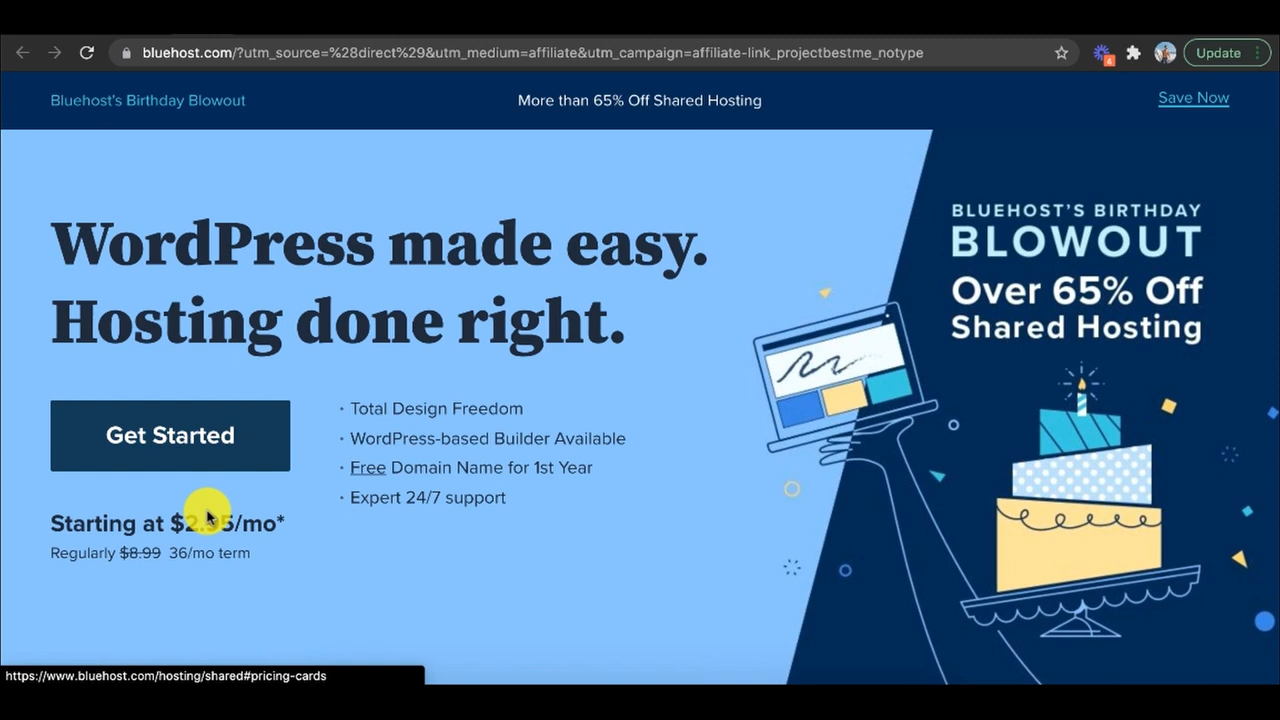 bluehost.com/?utm_source=%28direct%29&utm_medium=affiliate&utm_campaign=affiliate-link_projectbestme_notype
6
Update
Bluehost's Birthday Blowout
More than 65% Off Shared Hosting
Save Now
WordPress made easy.
Hosting done right.
BLUEHOST'S BIRTHDAY
BLOWOUT
Over 65% Off
Shared Hosting
Get Started
· Total Design Freedom
· WordPress-based Builder Available
· Free Domain Name for 1st Year
· Expert 24/7 support
Starting at $2.95/mo*
Regularly $8.99 36/mo term
https://www.bluehost.com/hosting/shared#pricing-cards